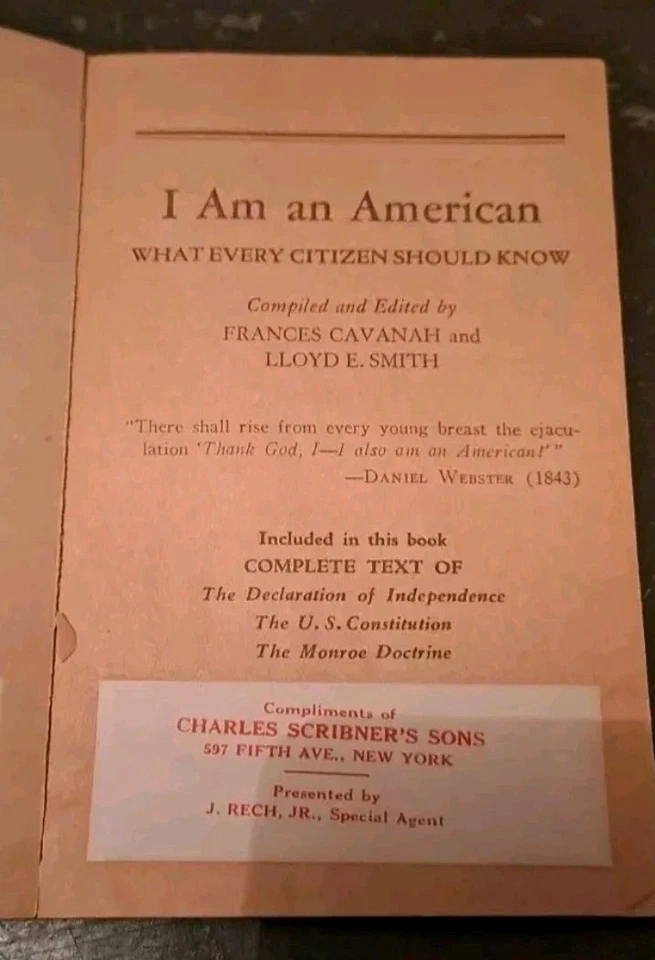 I Am an American
WHAT EVERY CITIZEN SHOULD KNOW
Compiled and Edited by
FRANCES CAVANAH and
LLOYD E. SMITH
"There shall rise from every young breast the ejacu-
lation 'Thank God, I—I also am an American!' "
—DANIEL WEBSTER (1843)
Included in this book
COMPLETE TEXT OF
The Declaration of Independence
The U. S. Constitution
The Monroe Doctrine
Compliments of
CHARLES SCRIBNER'S SONS
597 FIFTH AVE., NEW YORK
Presented by
J. RECH, JR., Special Agent